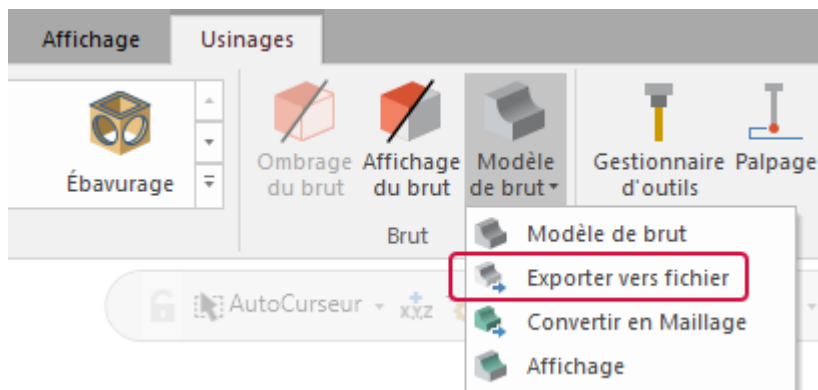 Affichage Usinages
Ébavurage
Ombrage du brut
Affichage du brut
Modèle de brut
Gestionnaire d'outils
Palpage
Brut
Modèle de brut
Exporter vers fichier
Convertir en Maillage
Affichage
AutoCurseur
XYZ